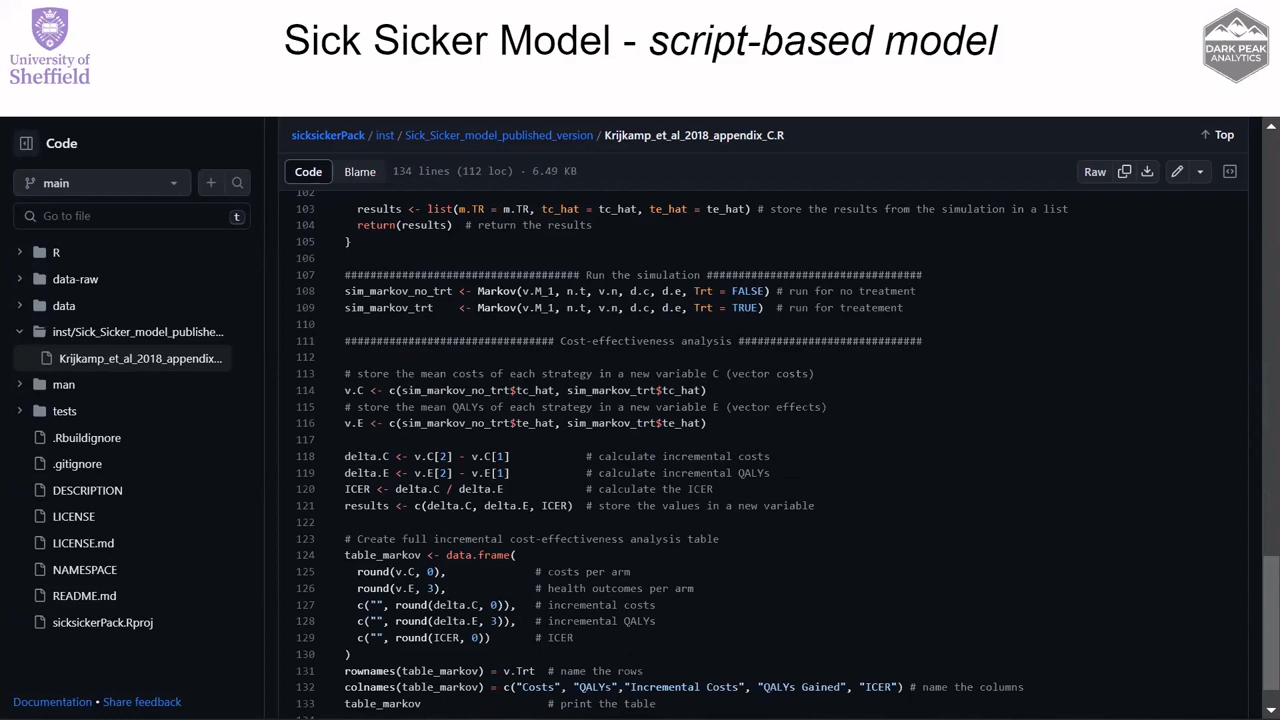 University of
Sheffield
Sick Sicker Model - script-based model
DARK PEAK
ANALYTICS
Code
main
Go to file
t
R
data-raw
data
inst/Sick_Sicker_model_publishe...
Krijkamp_et_al_2018_appendix...
man
tests
.Rbuildignore
.gitignore
DESCRIPTION
LICENSE
LICENSE.md
NAMESPACE
README.md
sicksickerPack.Rproj
Documentation • Share feedback
sicksickerPack / inst / Sick_Sicker_model_published_version / Krijkamp_et_al_2018_appendix_C.R
Top
Code Blame 134 lines (112 loc) · 6.49 KB
Raw
102
103 results <- list(m.TR = m.TR, tc_hat = tc_hat, te_hat = te_hat) # store the results from the simulation in a list
104 return(results) # return the results
105 }
106
107 ##################################### Run the simulation ##################################
108 sim_markov_no_trt <- Markov(v.M_1, n.t, v.n, d.c, d.e, Trt = FALSE) # run for no treatment
109 sim_markov_trt <- Markov(v.M_1, n.t, v.n, d.c, d.e, Trt = TRUE) # run for treatement
110
111 ################################# Cost-effectiveness analysis #############################
112
113 # store the mean costs of each strategy in a new variable C (vector costs)
114 v.C <- c(sim_markov_no_trt$tc_hat, sim_markov_trt$tc_hat)
115 # store the mean QALYs of each strategy in a new variable E (vector effects)
116 v.E <- c(sim_markov_no_trt$te_hat, sim_markov_trt$te_hat)
117
118 delta.C <- v.C[2] - v.C[1] # calculate incremental costs
119 delta.E <- v.E[2] - v.E[1] # calculate incremental QALYs
120 ICER <- delta.C / delta.E # calculate the ICER
121 results <- c(delta.C, delta.E, ICER) # store the values in a new variable
122
123 # Create full incremental cost-effectiveness analysis table
124 table_markov <- data.frame(
125 round(v.C, 0), # costs per arm
126 round(v.E, 3), # health outcomes per arm
127 c("", round(delta.C, 0)), # incremental costs
128 c("", round(delta.E, 3)), # incremental QALYs
129 c("", round(ICER, 0)) # ICER
130 )
131 rownames(table_markov) = v.Trt # name the rows
132 colnames(table_markov) = c("Costs", "QALYs","Incremental Costs", "QALYs Gained", "ICER") # name the columns
133 table_markov # print the table